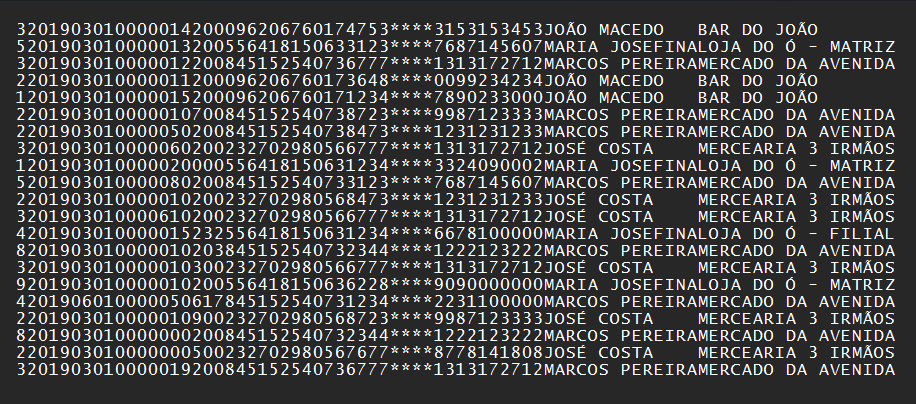 3201903010000014200096206760174753****3153153453JOÃO MACEDO   BAR DO JOÃO
5201903010000013200556418150633123****7687145607MARIA JOSEFINALOJA DO Ó - MATRIZ
3201903010000012200845152540736777****1313172712MARCOS PEREIRAMERCADO DA AVENIDA
2201903010000011200096206760173648****0099234234JOÃO MACEDO   BAR DO JOÃO
1201903010000015200096206760171234****7890233000JOÃO MACEDO   BAR DO JOÃO
2201903010000010700845152540738723****9987123333MARCOS PEREIRAMERCADO DA AVENIDA
2201903010000050200845152540738473****1231231233MARCOS PEREIRAMERCADO DA AVENIDA
3201903010000060200232702980566777****1313172712JOSÉ COSTA    MERCEARIA 3 IRMÃOS
1201903010000020000556418150631234****3324090002MARIA JOSEFINALOJA DO Ó - MATRIZ
5201903010000080200845152540733123****7687145607MARCOS PEREIRAMERCADO DA AVENIDA
2201903010000010200232702980568473****1231231233JOSÉ COSTA    MERCEARIA 3 IRMÃOS
3201903010000610200232702980566777****1313172712JOSÉ COSTA    MERCEARIA 3 IRMÃOS
4201903010000015232556418150631234****6678100000MARIA JOSEFINALOJA DO Ó - FILIAL
8201903010000010203845152540732344****1222123222MARCOS PEREIRAMERCADO DA AVENIDA
3201903010000010300232702980566777****1313172712JOSÉ COSTA    MERCEARIA 3 IRMÃOS
9201903010000010200556418150636228****9090000000MARIA JOSEFINALOJA DO Ó - MATRIZ
4201906010000050617845152540731234****2231100000MARCOS PEREIRAMERCADO DA AVENIDA
2201903010000010900232702980568723****9987123333JOSÉ COSTA    MERCEARIA 3 IRMÃOS
8201903010000000200845152540732344****1222123222MARCOS PEREIRAMERCADO DA AVENIDA
2201903010000000500232702980567677****8778141808JOSÉ COSTA    MERCEARIA 3 IRMÃOS
3201903010000019200845152540736777****1313172712MARCOS PEREIRAMERCADO DA AVENIDA